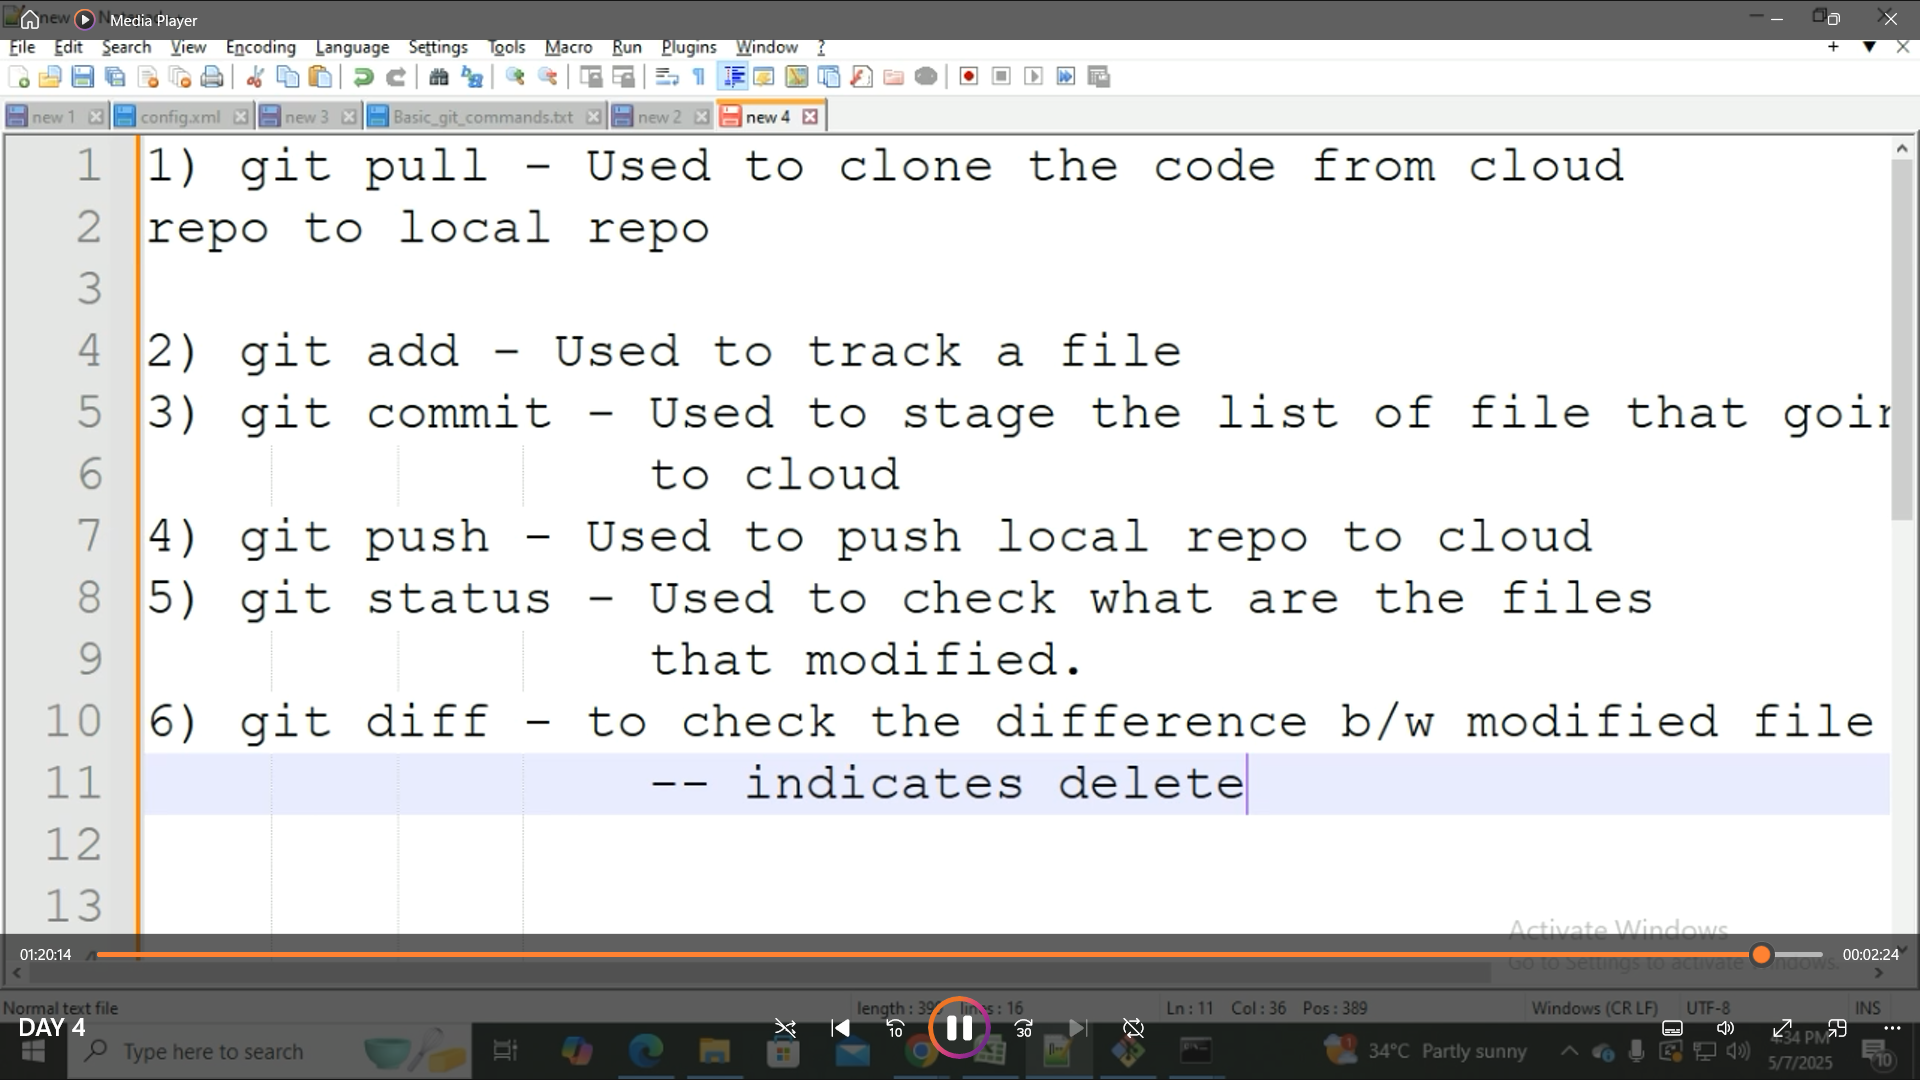 Media Player
File Edit Search View Encoding Language Settings Tools Macro Run Plugins Window ?
new 1 config.xml new 3 Basic_git_commands.txt new 2 new 4
1 1) git pull - Used to clone the code from cloud
2 repo to local repo
3
4 2) git add - Used to track a file
5 3) git commit - Used to stage the list of file that goin
6 to cloud
7 4) git push - Used to push local repo to cloud
8 5) git status - Used to check what are the files
9 that modified.
10 6) git diff - to check the difference b/w modified file
11 -- indicates delete
12
13
Activate Windows
Go to Settings to activate Windows.
01:20:14 00:02:24
Normal text file lines : 16 Ln : 11 Col : 36 Pos : 389 Windows (CR LF) UTF-8 INS
DAY 4 10 30
Type here to search 34°C Partly sunny 4:34 PM
5/7/2025 10